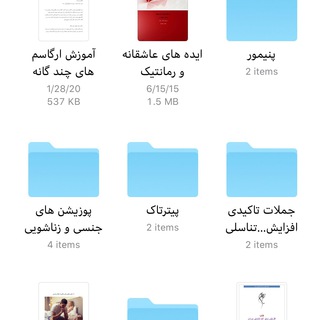 پنیمور
2 items
ایده های عاشقانه
و رمانتیک
6/15/15
1.5 MB
آموزش ارگاسم
های چند گانه
1/28/20
537 KB
جملات تاکیدی
افزایش...تناسلی
2 items
پیترتاک
2 items
پوزیشن های
جنسی و زناشویی
4 items